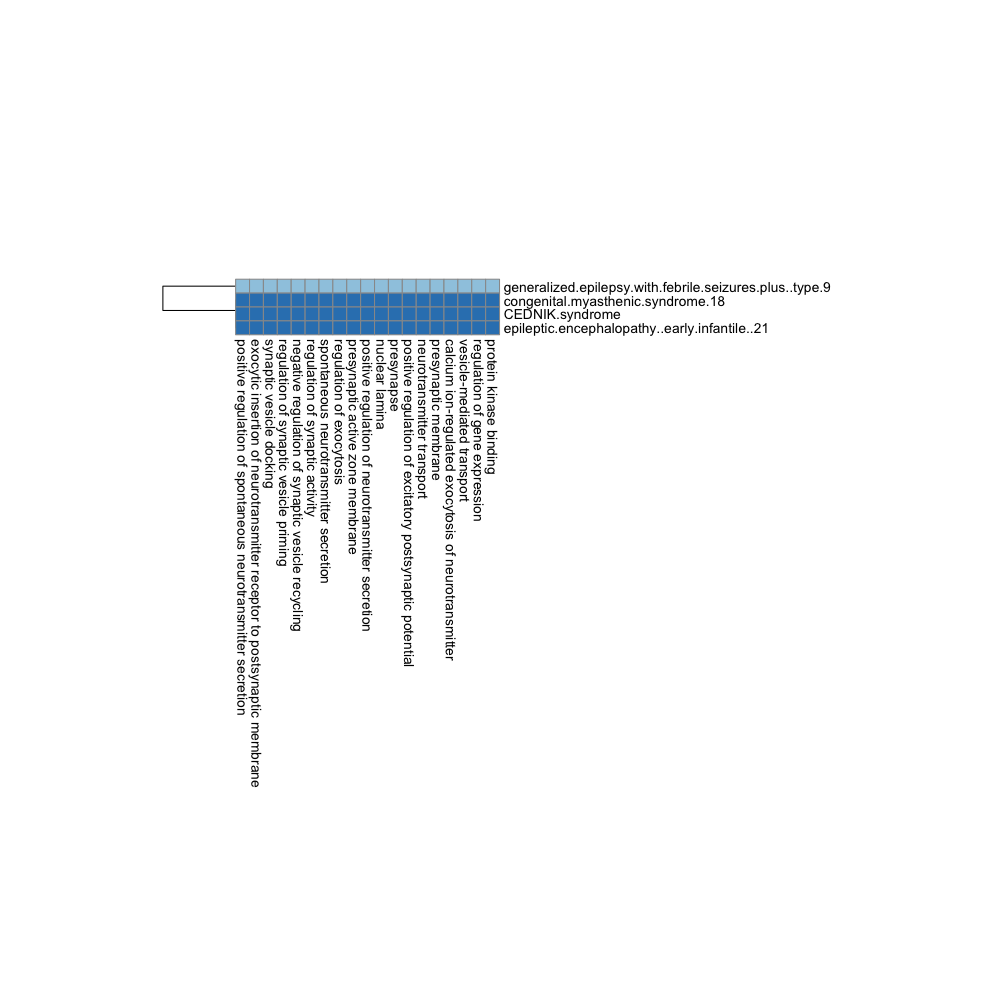 generalized.epilepsy.with.febrile.seizures.plus..type.9
congenital.myasthenic.syndrome.18
CEDNIK.syndrome
epileptic.encephalopathy..early.infantile..21
positive regulation of spontaneous neurotransmitter secretion
exocytic insertion of neurotransmitter receptor to postsynaptic membrane
synaptic vesicle docking
regulation of synaptic vesicle priming
negative regulation of synaptic vesicle recycling
regulation of synaptic activity
spontaneous neurotransmitter secretion
regulation of exocytosis
presynaptic active zone membrane
positive regulation of neurotransmitter secretion
nuclear lamina
presynapse
positive regulation of excitatory postsynaptic potential
neurotransmitter transport
presynaptic membrane
calcium ion-regulated exocytosis of neurotransmitter
vesicle-mediated transport
regulation of gene expression
protein kinase binding